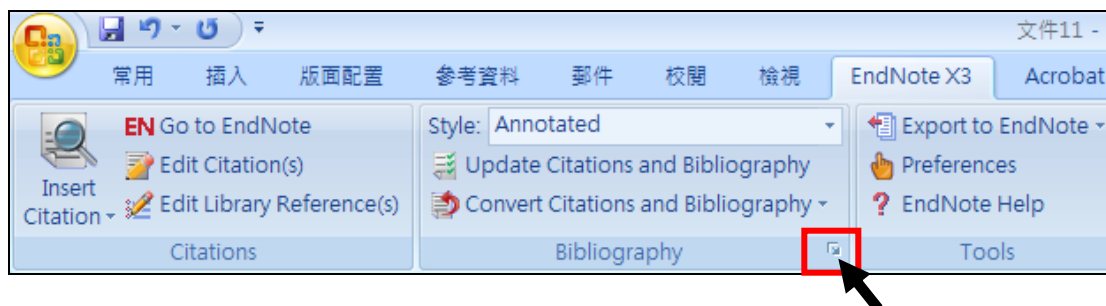 文件11 -
常用 插入 版面配置 參考資料 郵件 校閱 檢視 EndNote X3 Acrobat
EN Go to EndNote
Edit Citation(s)
Edit Library Reference(s)
Insert
Citation
Citations
Style: Annotated
Update Citations and Bibliography
Convert Citations and Bibliography
Bibliography
Export to EndNote
Preferences
? EndNote Help
Tools